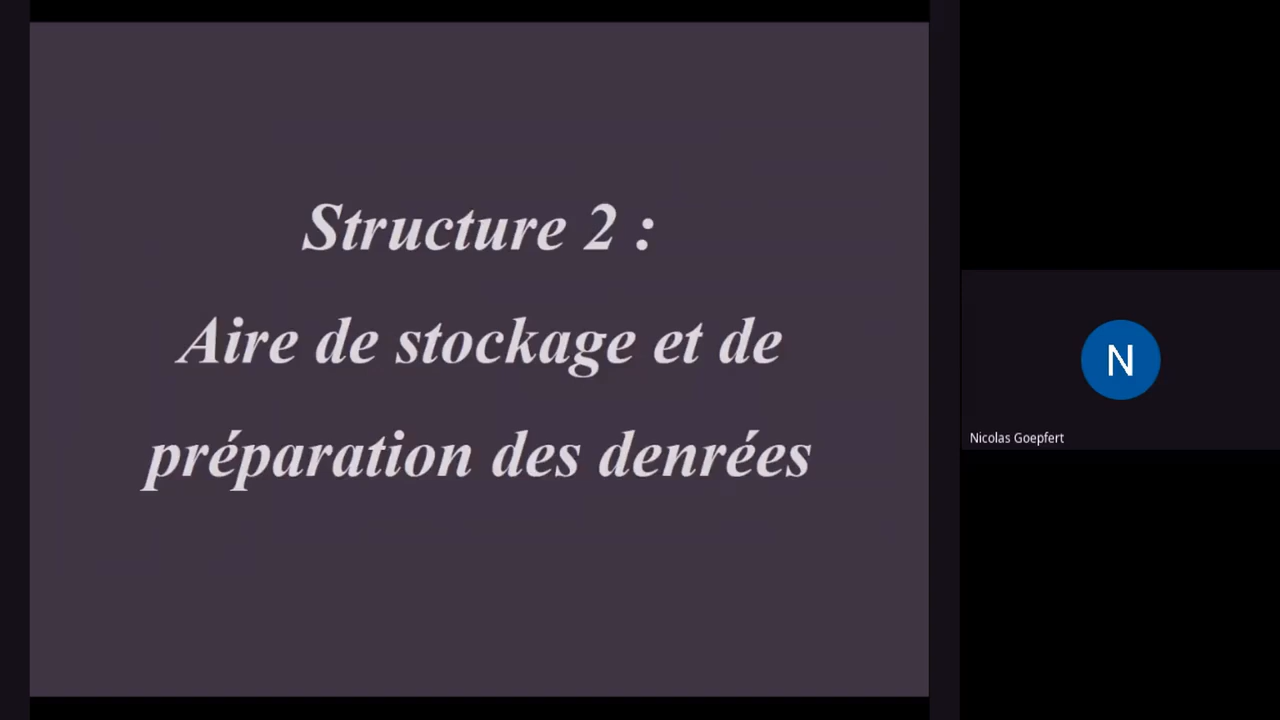 Structure 2 :
Aire de stockage et de
préparation des denrées
N
Nicolas Goepfert